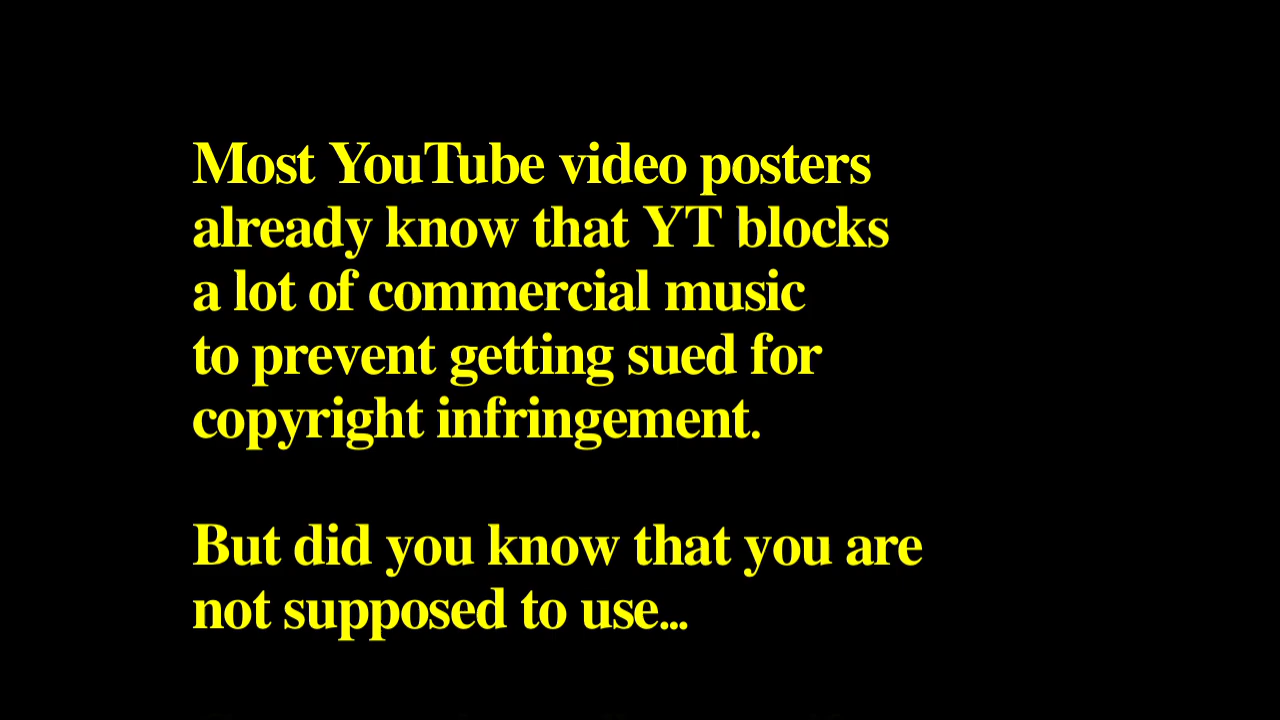 Most YouTube video posters
already know that YT blocks
a lot of commercial music
to prevent getting sued for
copyright infringement.
But did you know that you are
not supposed to use...